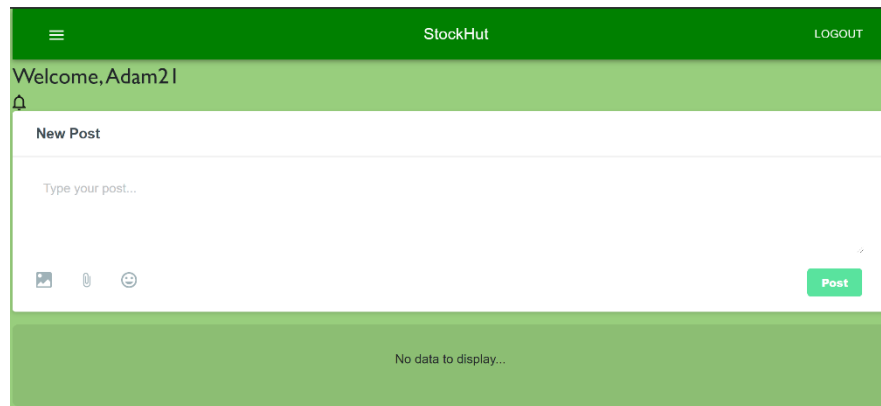 StockHut
LOGOUT
Welcome, Adam21
New Post
Type your post...
Post
No data to display...